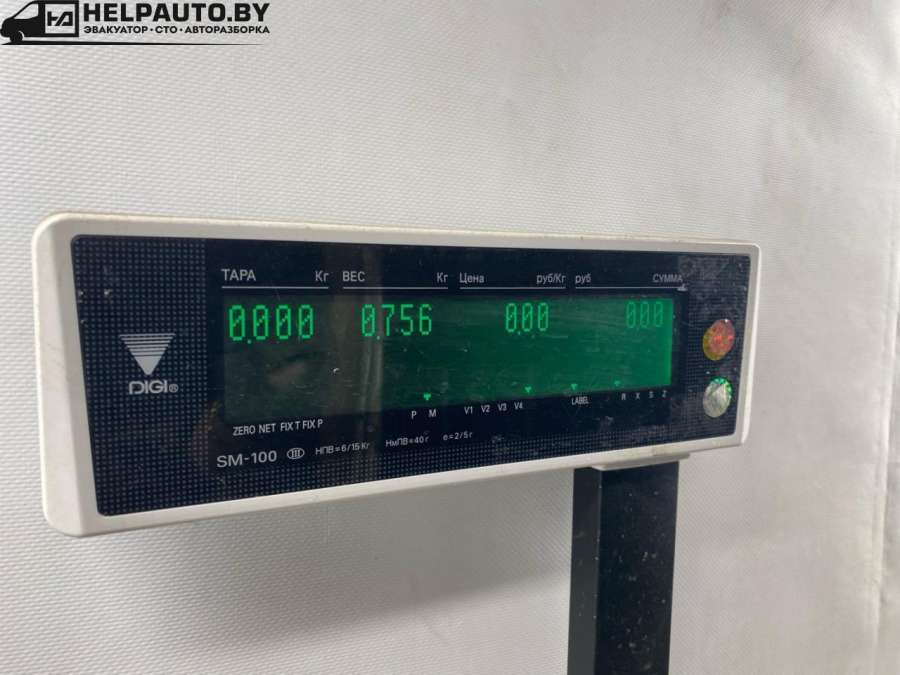 HELPAUTO.BY
ЭВАКУАТОР • СТО • АВТОРАЗБОРКА
ТАРА Кг ВЕС Кг Цена руб/Кг руб СУММА
0.000 0.756 0.00 0.00
DIGI®
P M V1 V2 V3 V4 LABEL R X S Z
ZERO NET FIX T FIX P
SM-100 III НПВ=6/15Кг НмПВ=40г e=2/5г